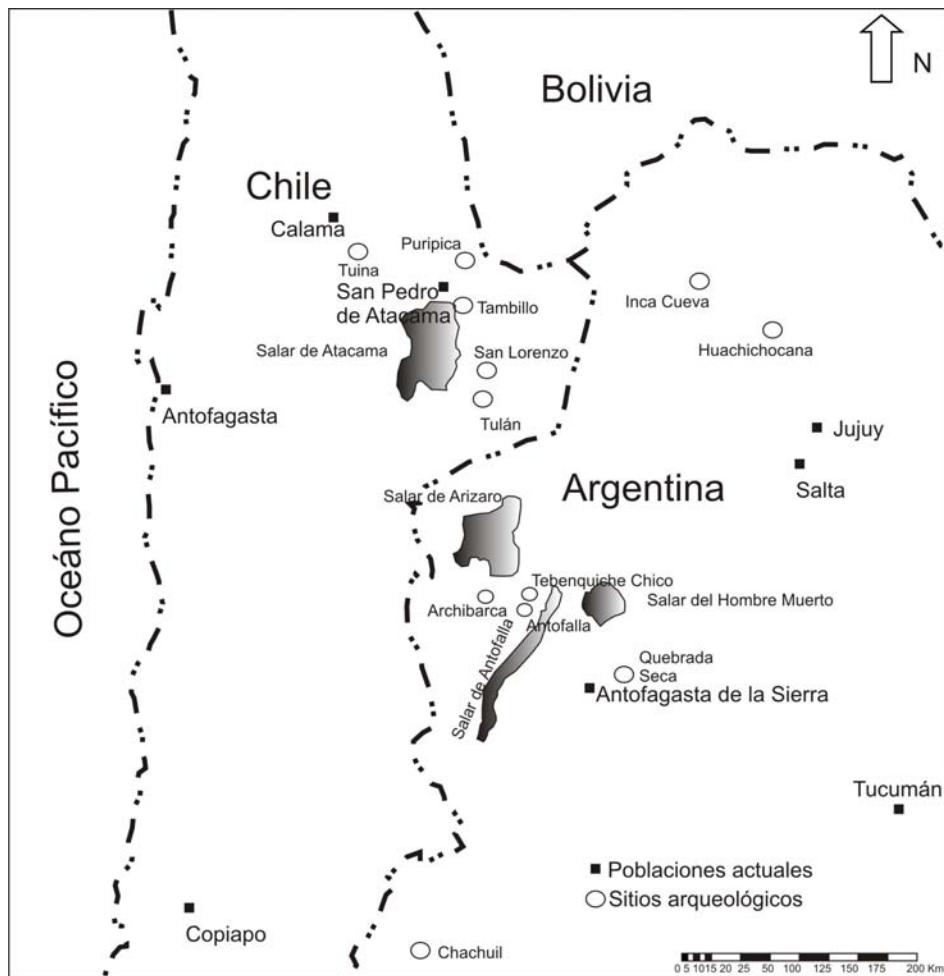 N
Bolivia
Chile
Calama
Puripica
Tuina
San Pedro
de Atacama
Tambillo
Inca Cueva
Huachichocana
Salar de Atacama
San Lorenzo
Tulán
Antofagasta
Océano Pacífico
Jujuy
Salta
Argentina
Salar de Arizaro
Tebenquiche Chico
Archibarca
Antofalla
Salar del Hombre Muerto
Salar de Antofalla
Quebrada
Seca
Antofagasta de la Sierra
Tucumán
Poblaciones actuales
Sitios arqueológicos
Copiapo
Chachuil
0 5 10 15 20 25 50 75 100 125 150 175 200 Km